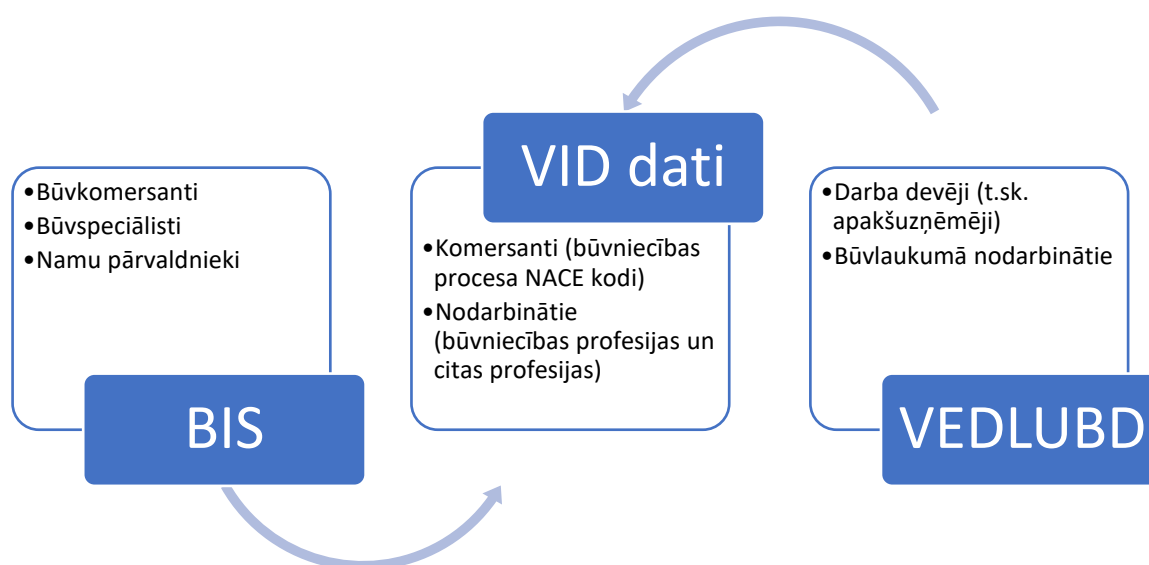 •Būvkomersanti
•Būvspeciālisti
•Namu pārvaldnieki
BIS
VID dati
•Komersanti (būvniecības
procesa NACE kodi)
•Nodarbinātie
(būvniecības profesijas un
citas profesijas)
•Darba devēji (t.sk.
apakšuzņēmēji)
•Būvlaukumā nodarbinātie
VEDLUBD